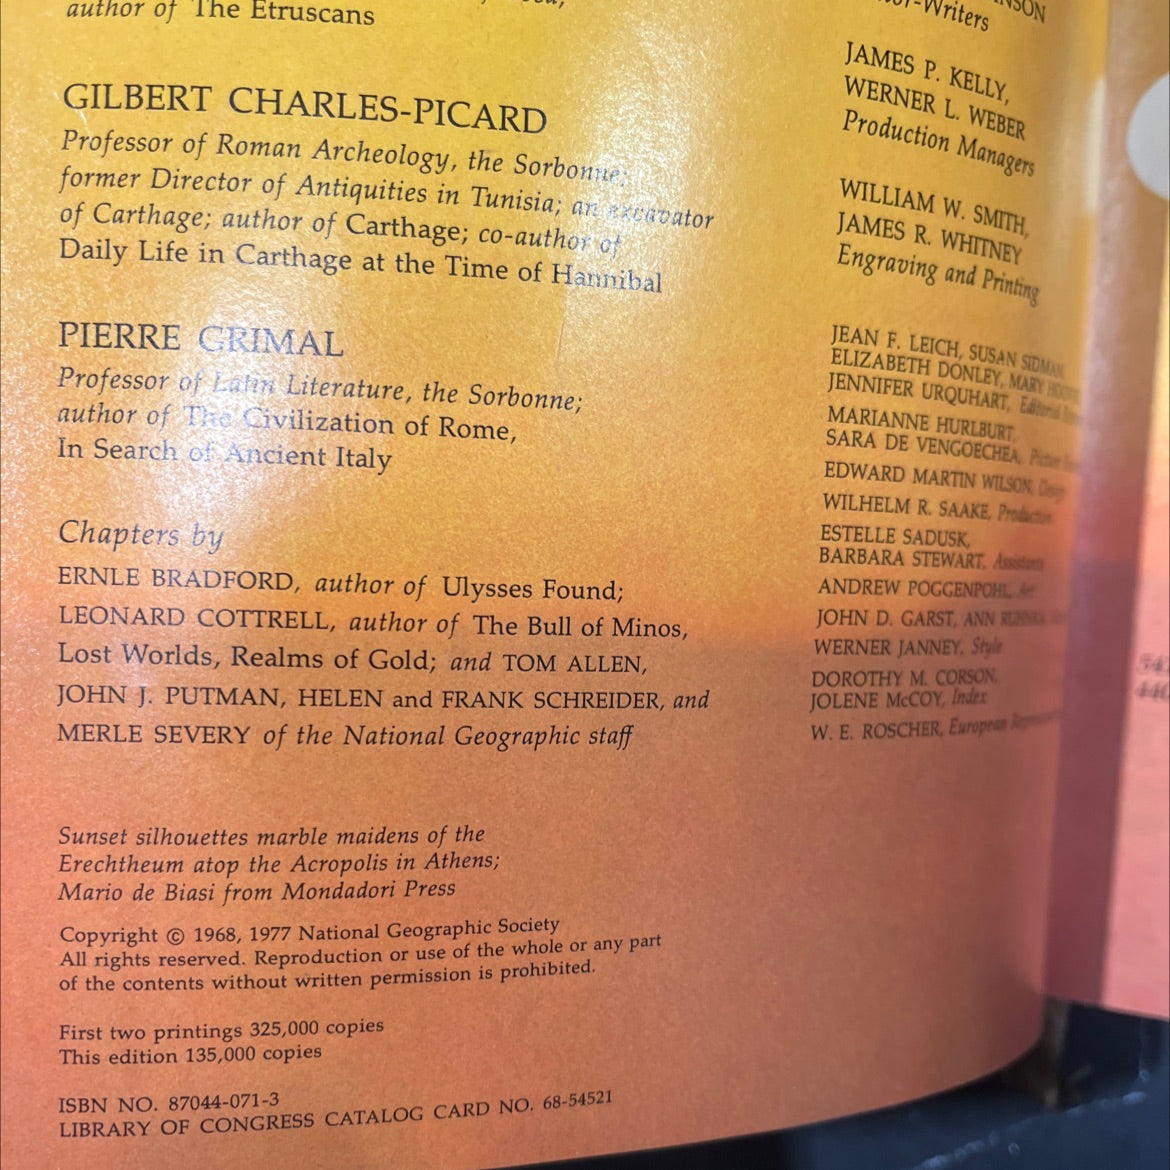 author of The Etruscans
GILBERT CHARLES-PICARD
Professor of Roman Archeology, the Sorbonne;
former Director of Antiquities in Tunisia; an excavator
of Carthage; author of Carthage; co-author of
Daily Life in Carthage at the Time of Hannibal
PIERRE GRIMAL
Professor of Latin Literature, the Sorbonne;
author of The Civilization of Rome,
In Search of Ancient Italy
Chapters by
ERNLE BRADFORD, author of Ulysses Found;
LEONARD COTTRELL, author of The Bull of Minos,
Lost Worlds, Realms of Gold; and TOM ALLEN,
JOHN J. PUTMAN, HELEN and FRANK SCHREIDER, and
MERLE SEVERY of the National Geographic staff
Sunset silhouettes marble maidens of the
Erechtheum atop the Acropolis in Athens;
Mario de Biasi from Mondadori Press
Copyright © 1968, 1977 National Geographic Society
All rights reserved. Reproduction or use of the whole or any part
of the contents without written permission is prohibited.
First two printings 325,000 copies
This edition 135,000 copies
ISBN NO. 87044-071-3
LIBRARY OF CONGRESS CATALOG CARD NO. 68-54521
JAMES P. KELLY,
WERNER L. WEBER
Production Managers
WILLIAM W. SMITH,
JAMES R. WHITNEY
Engraving and Printing
JEAN F. LEICH, SUSAN SIDMAN,
ELIZABETH DONLEY, MARY
JENNIFER URQUHART, Editorial
MARIANNE HURLBURT,
SARA DE VENGOECHEA, Picture
EDWARD MARTIN WILSON, Design
WILHELM R. SAAKE, Production
ESTELLE SADUSK,
BARBARA STEWART, Assistants
ANDREW POGGENPOHL, Art
JOHN D. GARST, ANN
WERNER JANNEY, Style
DOROTHY M. CORSON,
JOLENE McCOY, Index
W. E. ROSCHER, European